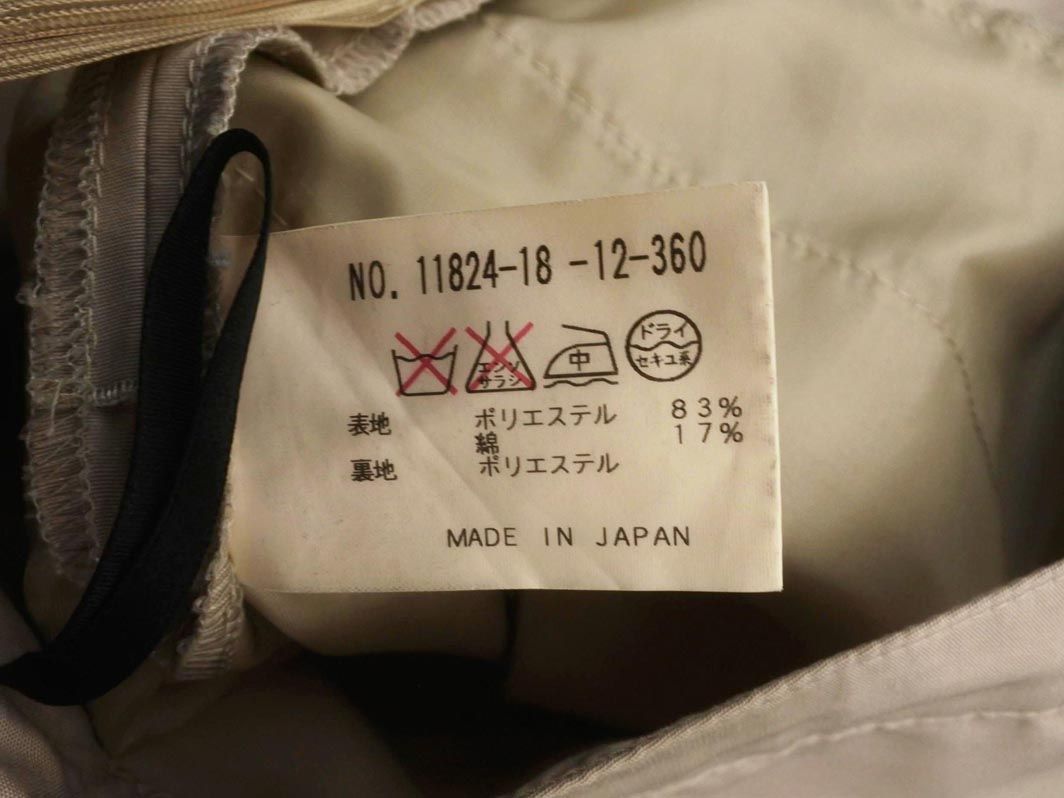 NO. 11824-18 -12-360
エンソ
サラシ
中
ドライ
セキユ系
表地 ポリエステル 83%
綿 17%
裏地 ポリエステル
MADE IN JAPAN